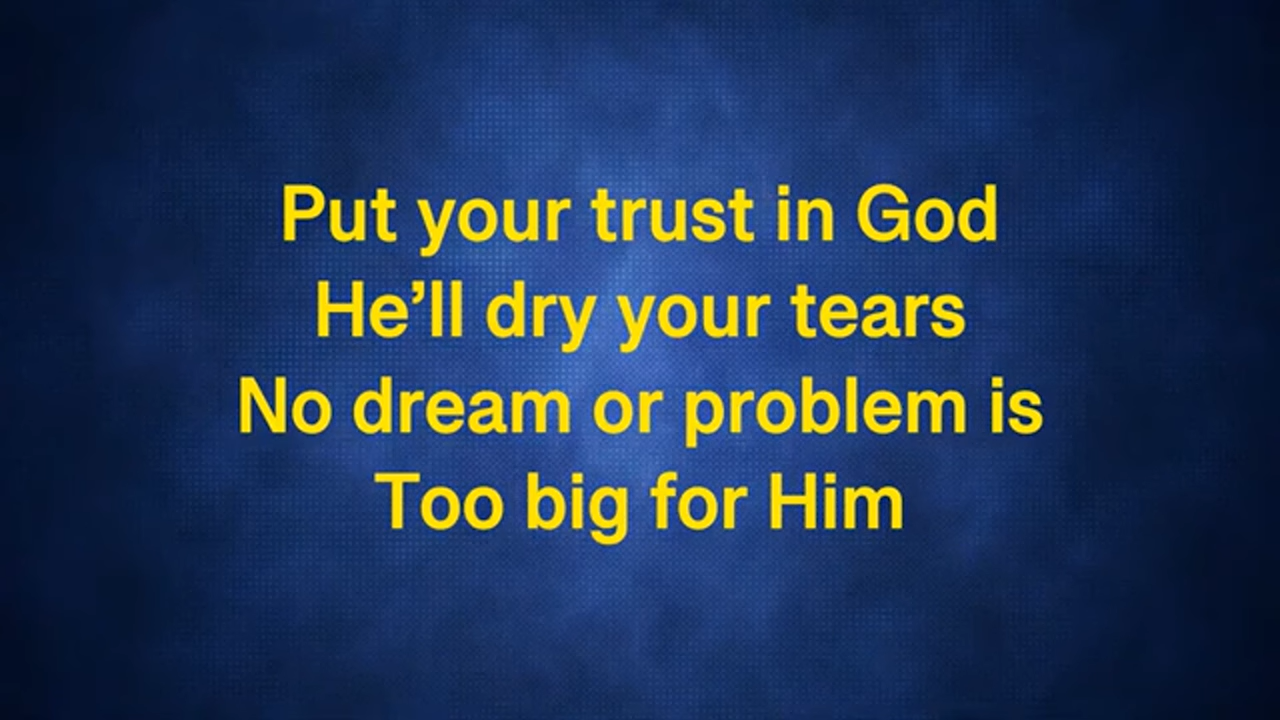 Put your trust in God
He’ll dry your tears
No dream or problem is
Too big for Him